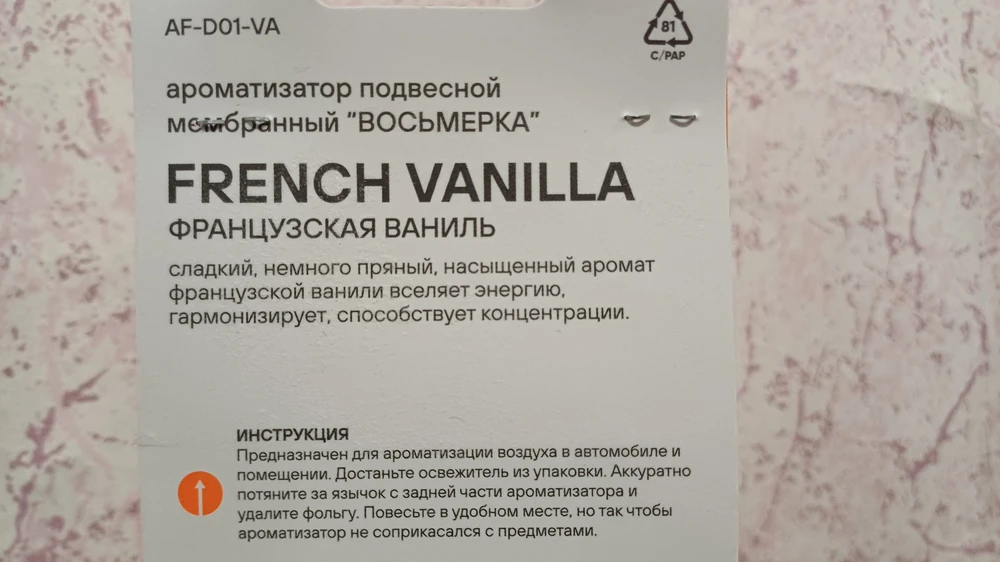 AF-D01-VA
81
C/PAP
ароматизатор подвесной
мембранный "ВОСЬМЕРКА"
FRENCH VANILLA
ФРАНЦУЗСКАЯ ВАНИЛЬ
сладкий, немного пряный, насыщенный аромат
французской ванили вселяет энергию,
гармонизирует, способствует концентрации.
ИНСТРУКЦИЯ
Предназначен для ароматизации воздуха в автомобиле и
помещении. Достаньте освежитель из упаковки. Аккуратно
потяните за язычок с задней части ароматизатора и
удалите фольгу. Повесьте в удобном месте, но так чтобы
ароматизатор не соприкасался с предметами.